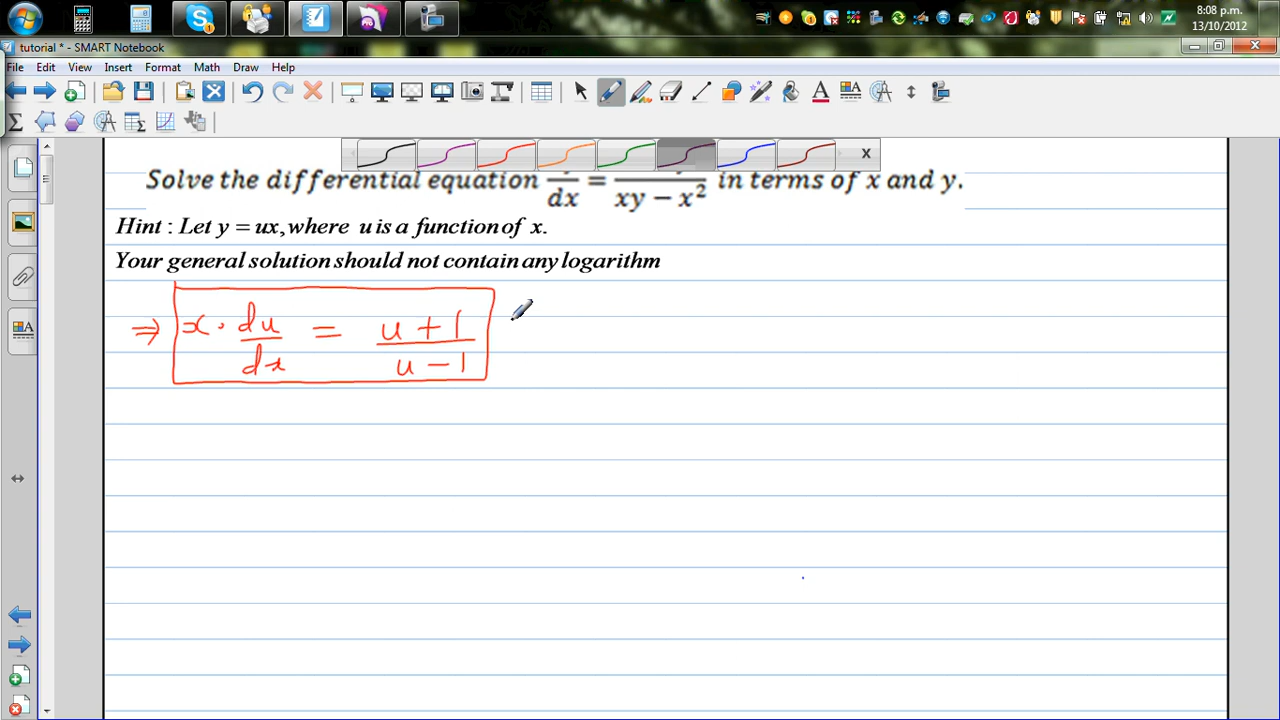 8:08 p.m.
13/10/2012
tutorial * - SMART Notebook
File Edit View Insert Format Math Draw Help
x
Solve the differential equation /dx = /xy − x² in terms of x and y.
Hint : Let y = ux, where u is a function of x.
Your general solution should not contain any logarithm
⇒ x · du/dx = u + 1/u − 1